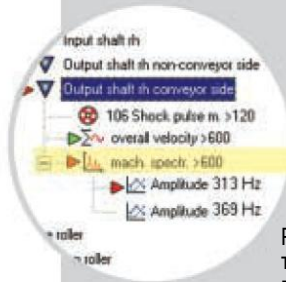 Input shaft rh
Output shaft rh non-conveyor side
Output shaft rh conveyor side
106 Shock pulse m. >120
overall velocity >600
mach. spectr. >600
Amplitude 313 Hz
Amplitude 369 Hz
roller
roller